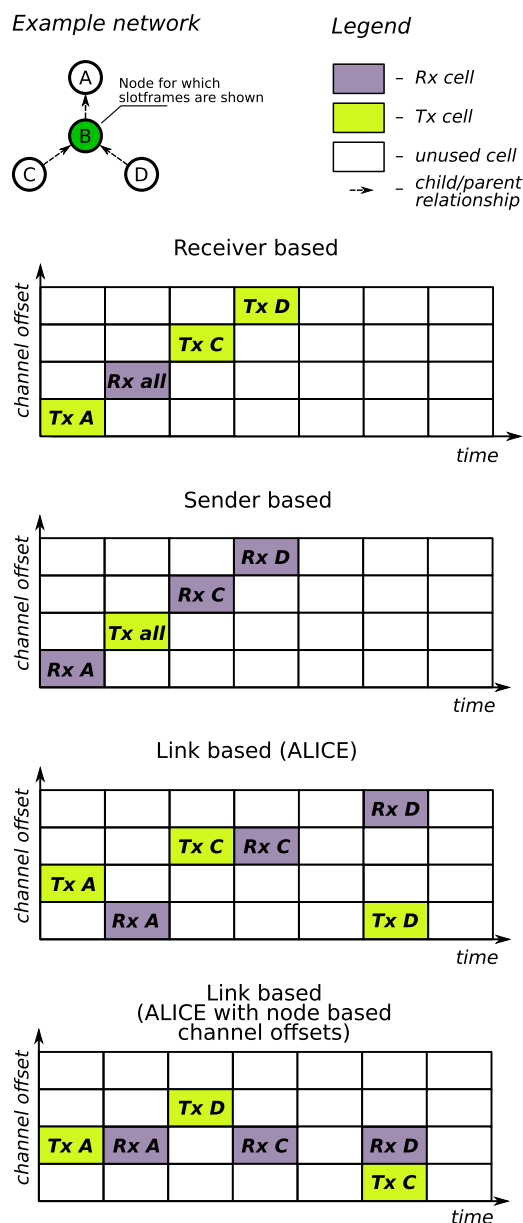 Example network
Legend
A
Node for which
slotframes are shown
B
C
D
– Rx cell
– Tx cell
– unused cell
– child/parent
relationship
Receiver based
channel offset
Tx D
Tx C
Rx all
Tx A
time
Sender based
channel offset
Rx D
Rx C
Tx all
Rx A
time
Link based (ALICE)
channel offset
Rx D
Tx C Rx C
Tx A
Rx A Tx D
time
Link based
(ALICE with node based
channel offsets)
channel offset
Tx D
Tx A Rx A Rx C Rx D
Tx C
time